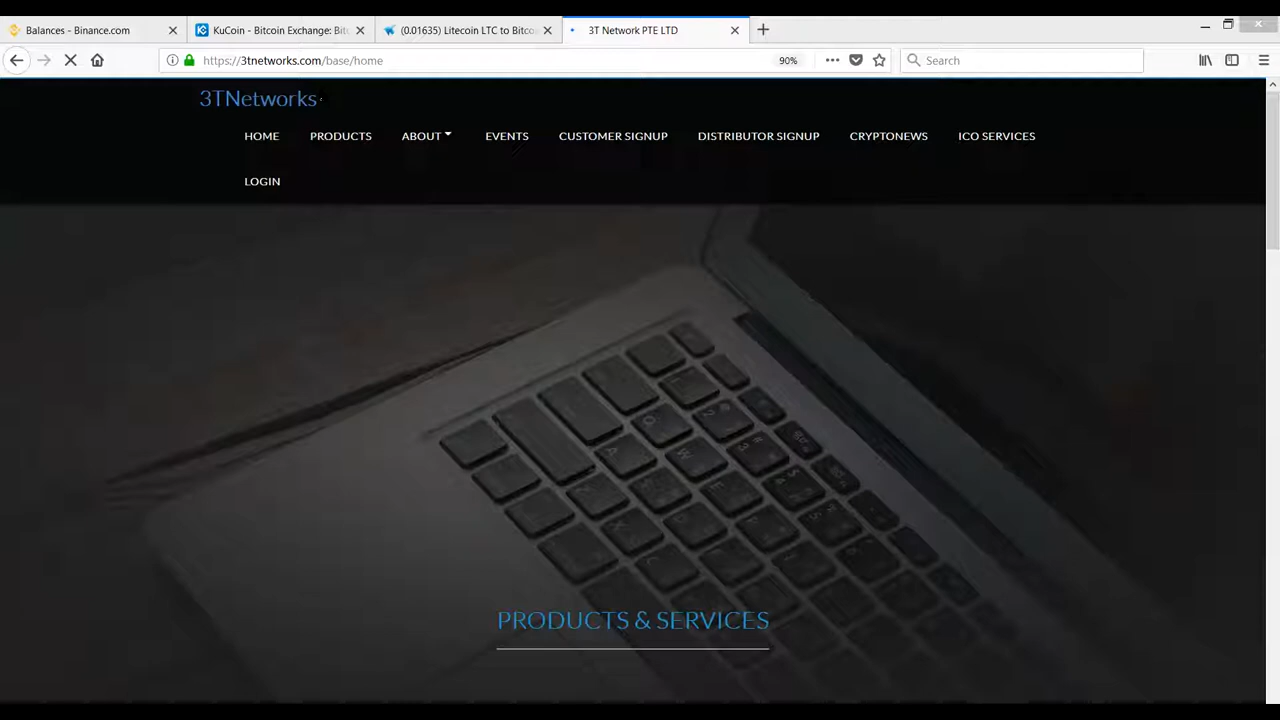 Balances - Binance.com
KuCoin - Bitcoin Exchange: Bitc
(0.01635) Litecoin LTC to Bitco
3T Network PTE LTD
https://3tnetworks.com/base/home
90%
Search
3TNetworks
HOME PRODUCTS ABOUT EVENTS CUSTOMER SIGNUP DISTRIBUTOR SIGNUP CRYPTONEWS ICO SERVICES
LOGIN
PRODUCTS & SERVICES